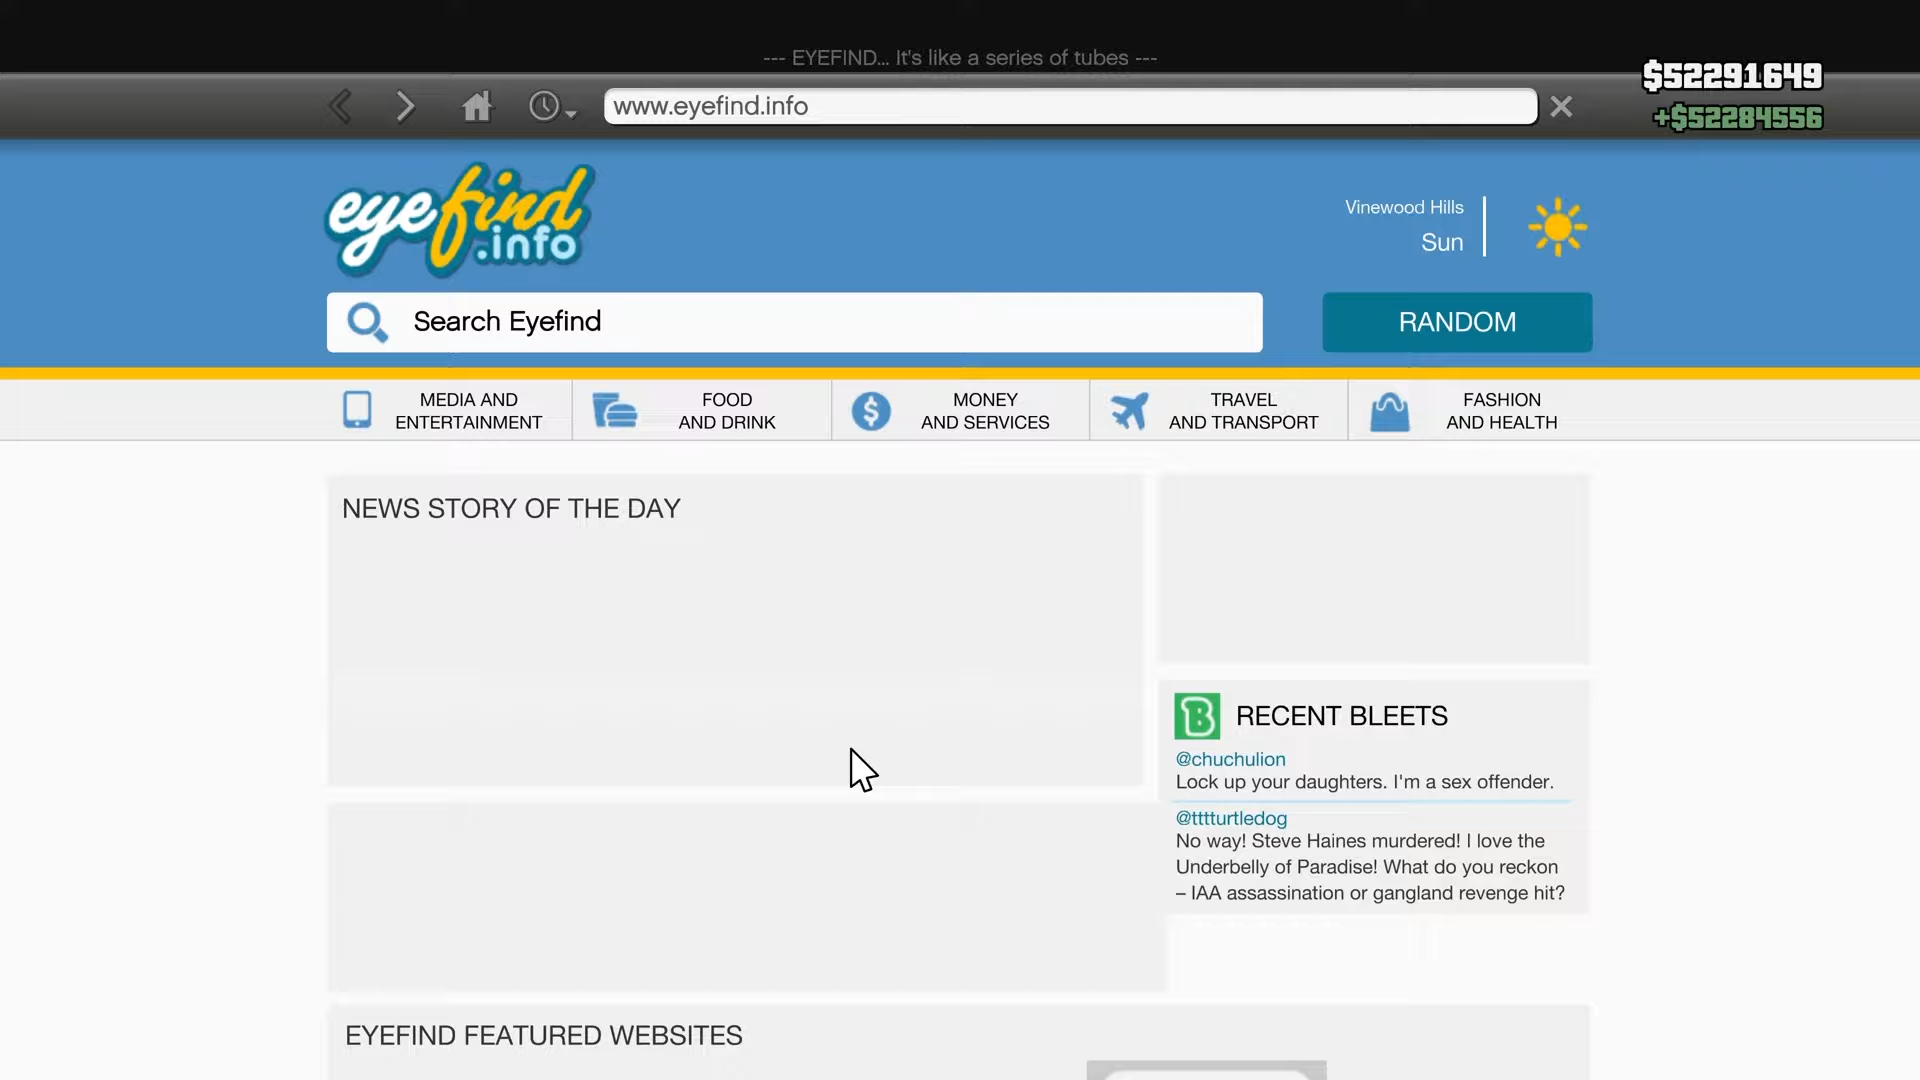 --- EYEFIND... It's like a series of tubes ---
$52291649
www.eyefind.info
+$52284556
eyefind
.info
Vinewood Hills
Sun
Search Eyefind
RANDOM
MEDIA AND
ENTERTAINMENT
FOOD
AND DRINK
MONEY
AND SERVICES
TRAVEL
AND TRANSPORT
FASHION
AND HEALTH
NEWS STORY OF THE DAY
B RECENT BLEETS
@chuchulion
Lock up your daughters. I'm a sex offender.
@tttturtledog
No way! Steve Haines murdered! I love the
Underbelly of Paradise! What do you reckon
– IAA assassination or gangland revenge hit?
EYEFIND FEATURED WEBSITES